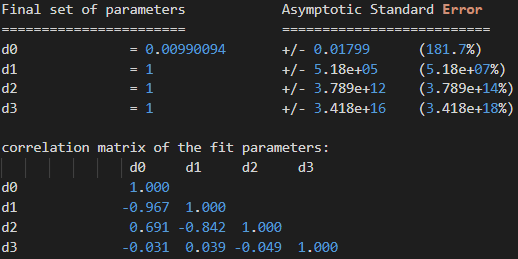 Final set of parameters            Asymptotic Standard Error
=======================            ==========================
d0              = 0.00990094       +/- 0.01799      (181.7%)
d1              = 1                +/- 5.18e+05     (5.18e+07%)
d2              = 1                +/- 3.789e+12    (3.789e+14%)
d3              = 1                +/- 3.418e+16    (3.418e+18%)
correlation matrix of the fit parameters:
                d0     d1     d2     d3
d0              1.000
d1             -0.967  1.000
d2              0.691 -0.842  1.000
d3             -0.031  0.039 -0.049  1.000